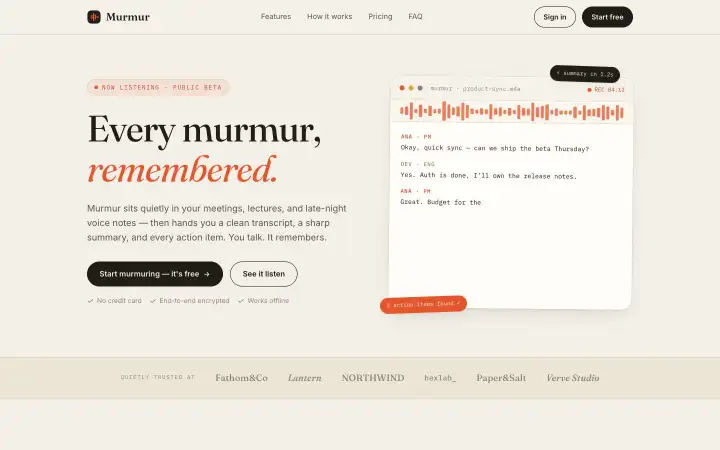 Murmur
Features
How it works
Pricing
FAQ
Sign in
Start free
NOW LISTENING · PUBLIC BETA
Every murmur,
remembered.
Murmur sits quietly in your meetings, lectures, and late-night
voice notes — then hands you a clean transcript, a sharp
summary, and every action item. You talk. It remembers.
Start murmuring — it's free →
See it listen
No credit card
End-to-end encrypted
Works offline
summary in 3.2s
murmur · product-sync.m4a
REC 04:12
ANA · PM
Okay, quick sync — can we ship the beta Thursday?
DEV · ENG
Yes. Auth is done, I'll own the release notes.
ANA · PM
Great. Budget for the
action items found ✓
QUIETLY TRUSTED AT
Fathom&Co
Lantern
NORTHWIND
hexlab_
Paper&Salt
Verve Studio